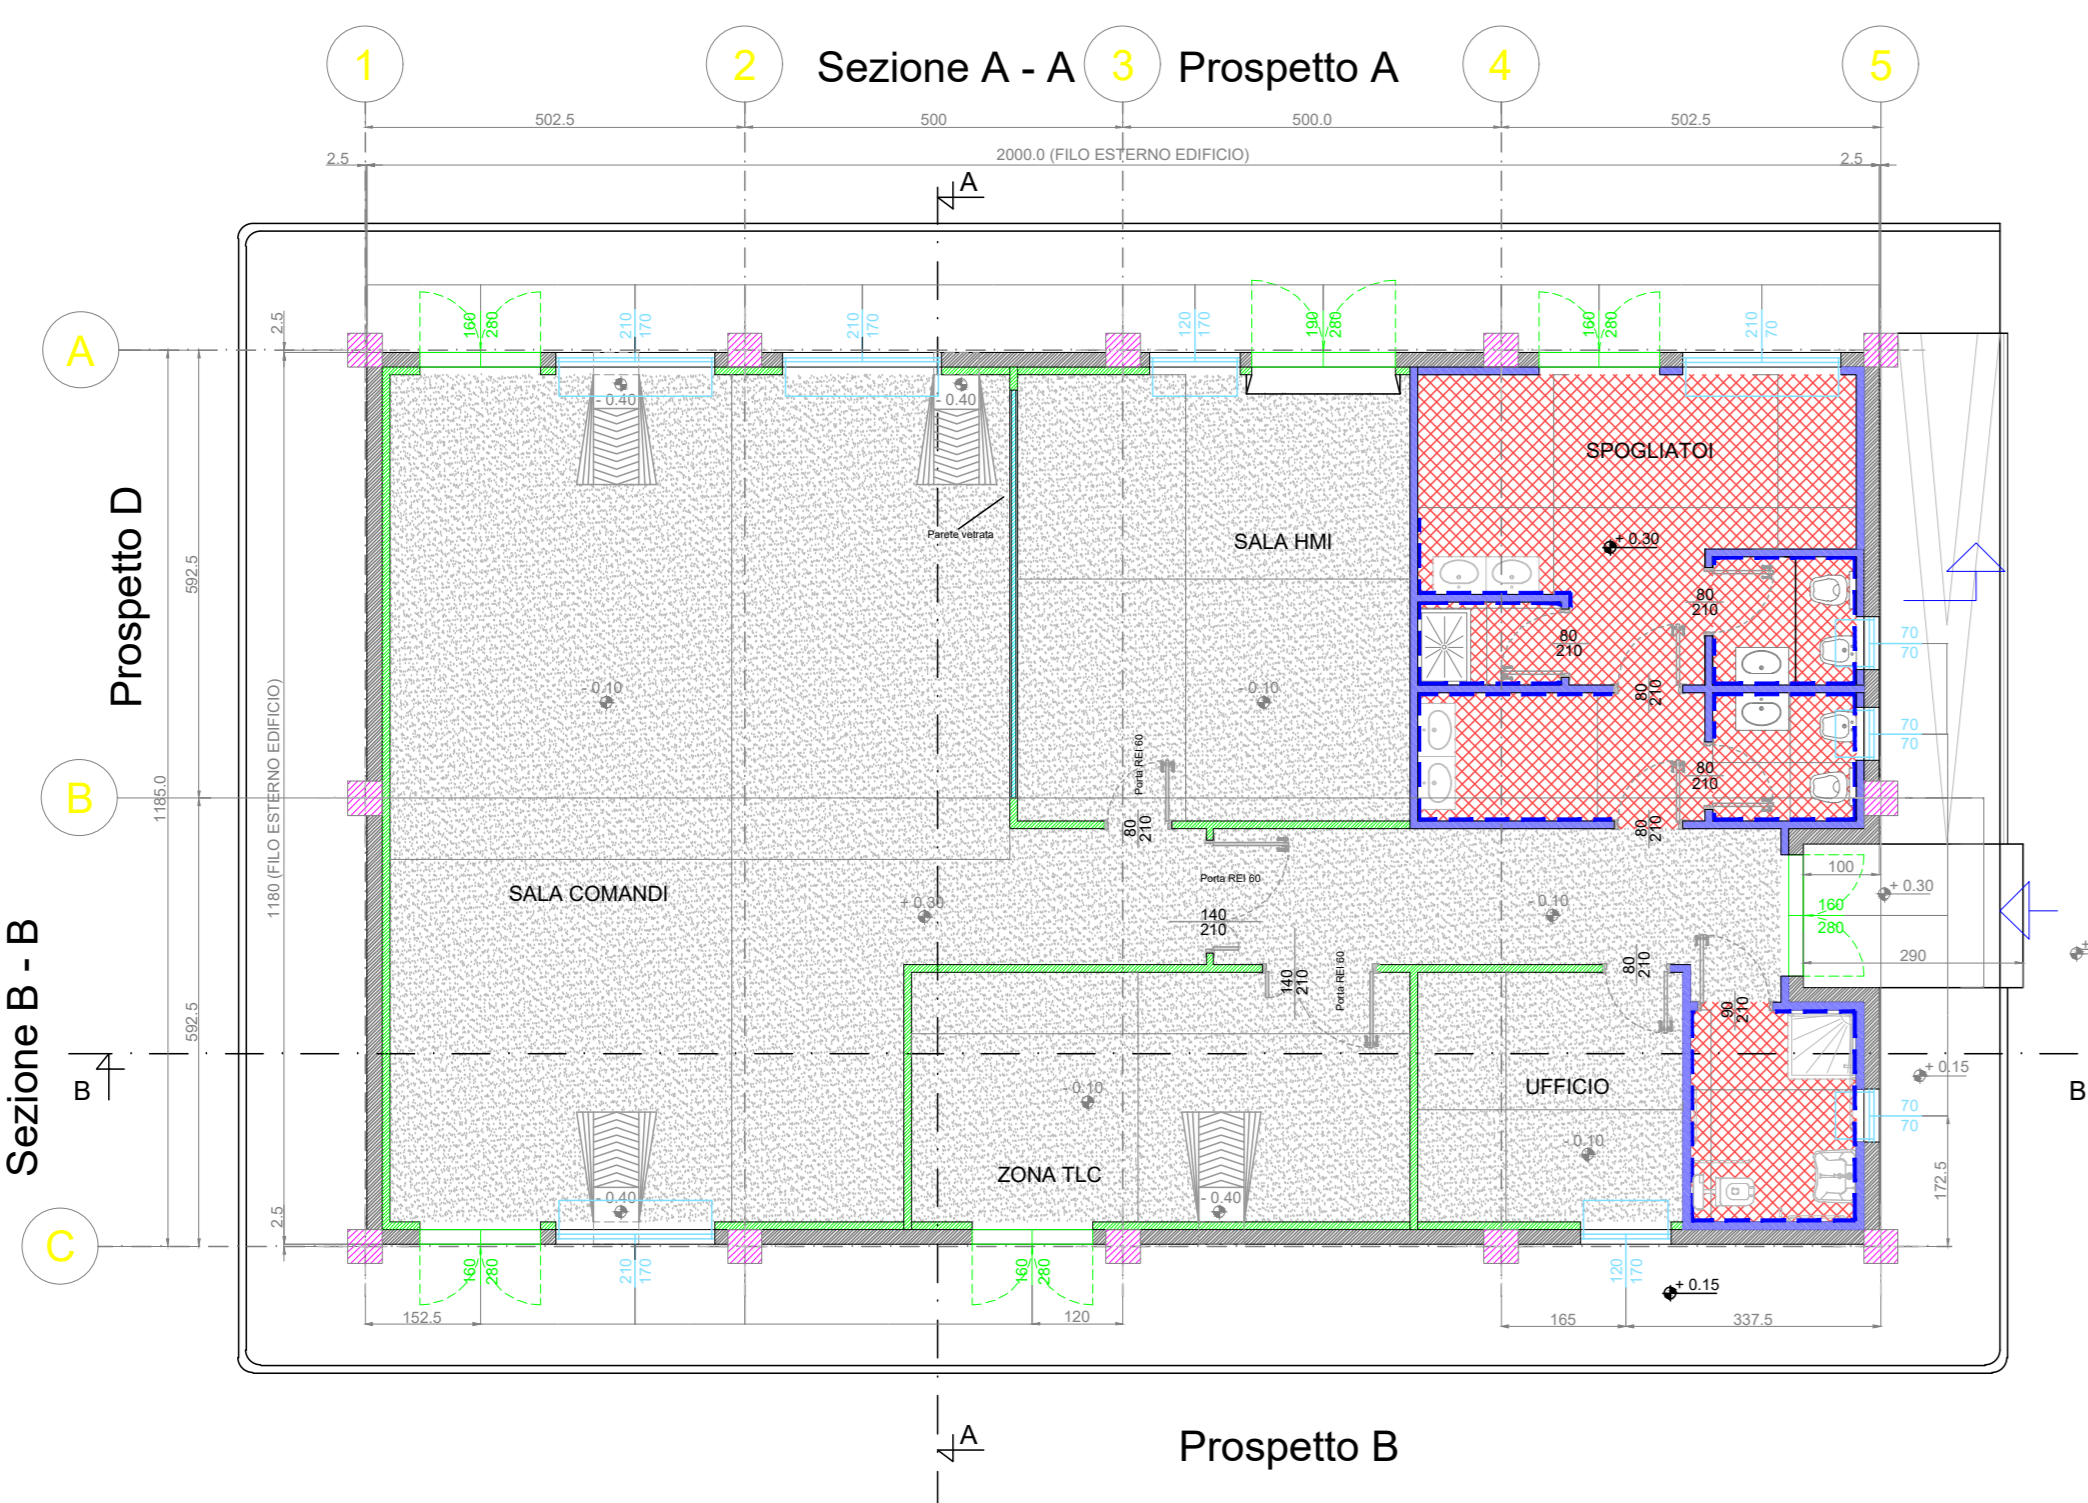 1 2 Sezione A - A 3 Prospetto A 4 5
502.5 500 500.0 502.5
2.5 2000.0 (FILO ESTERNO EDIFICIO) 2.5
A
2.5 160 280 210 170 210 170 120 170 190 280 160 280 210 70
A
- 0.40 - 0.40
SPOGLIATOI
Parete vetrata
SALA HMI + 0.30
Prospetto D
592.5
80 210
80 210
70
70
- 0.10 - 0.10 80 210
1180 (FILO ESTERNO EDIFICIO)
1185.0
70
70
Porta REI 60
80 210
B
80 210 80 210
Porta REI 60
100
SALA COMANDI + 0.30 - 0.10 + 0.30
140
210
160
280
Sezione B - B
592.5
140 210 Porta REI 60 80 210 290
90 210
B - 0.10 UFFICIO + 0.15 B
70
70
- 0.10
ZONA TLC
172.5
- 0.40 - 0.40
2.5
C
160 280 210 170 160 280 120 170 + 0.15
152.5 120 165 337.5
A
Prospetto B